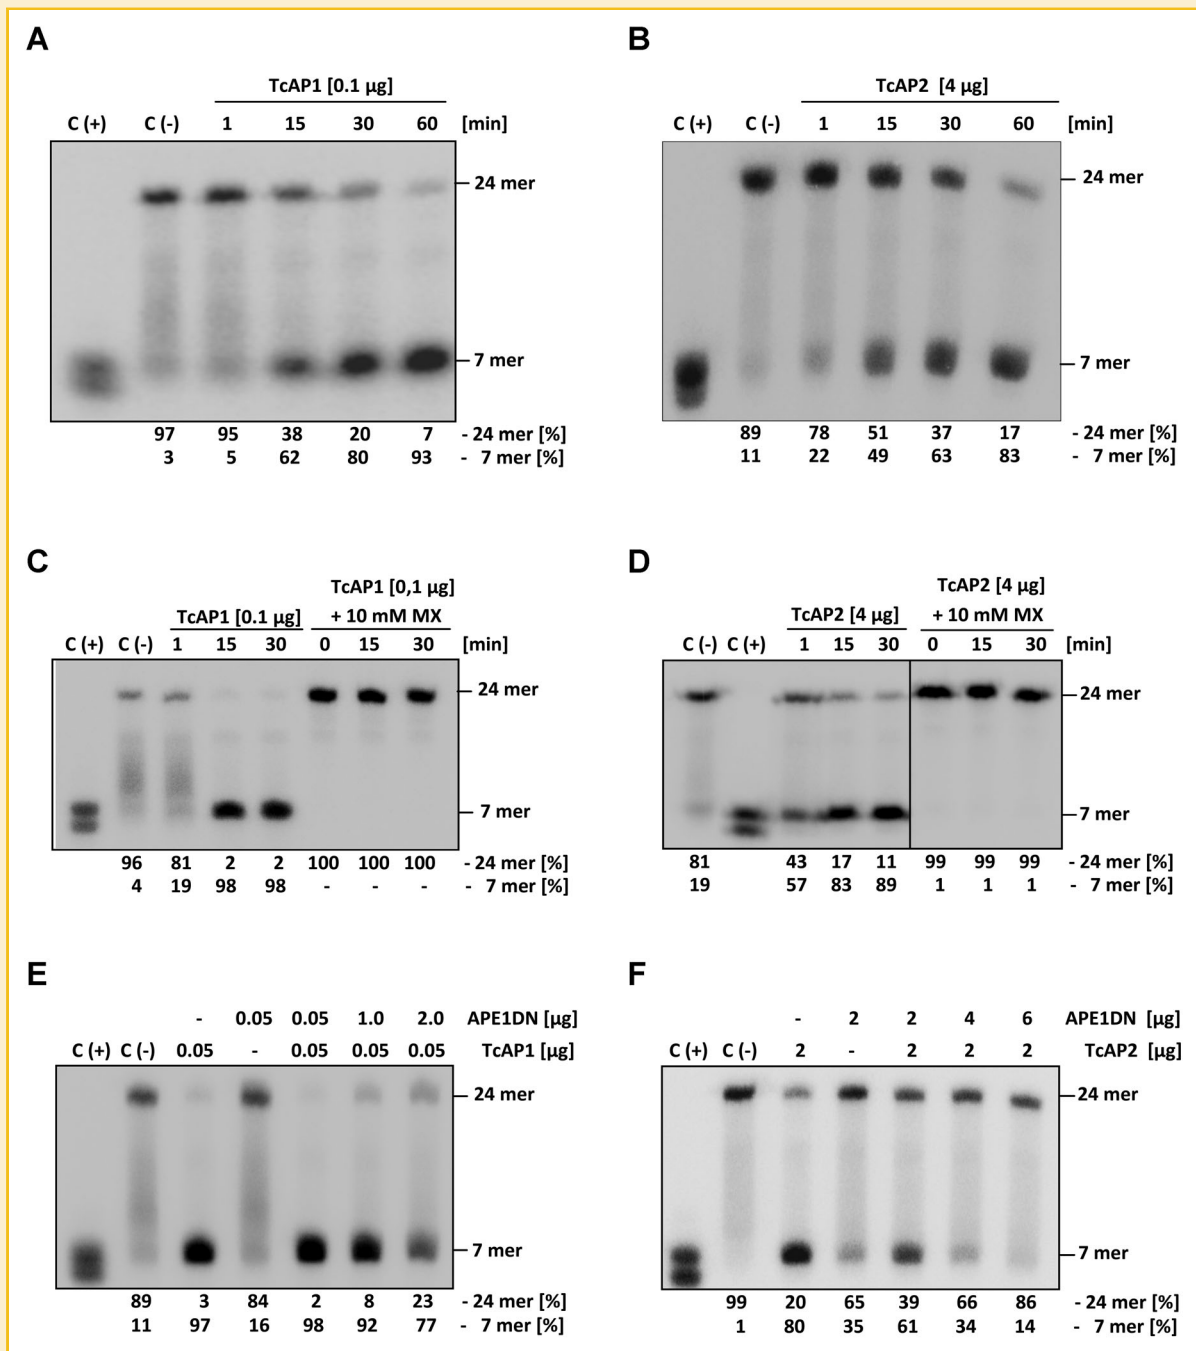 A
TcAP1 [0.1 µg]
C (+) C (-) 1 15 30 60 [min]
24 mer
7 mer
97 95 38 20 7 - 24 mer [%]
3 5 62 80 93 - 7 mer [%]
B
TcAP2 [4 µg]
C (+) C (-) 1 15 30 60 [min]
24 mer
7 mer
89 78 51 37 17 - 24 mer [%]
11 22 49 63 83 - 7 mer [%]
C
TcAP1 [0,1 µg]
TcAP1 [0.1 µg] + 10 mM MX
C (+) C (-) 1 15 30 0 15 30 [min]
24 mer
7 mer
96 81 2 2 100 100 100 - 24 mer [%]
4 19 98 98 - - - - 7 mer [%]
D
TcAP2 [4 µg]
TcAP2 [4 µg] + 10 mM MX
C (-) C (+) 1 15 30 0 15 30 [min]
24 mer
7 mer
81 43 17 11 99 99 99 - 24 mer [%]
19 57 83 89 1 1 1 - 7 mer [%]
E
- 0.05 0.05 1.0 2.0 APE1DN [µg]
C (+) C (-) 0.05 - 0.05 0.05 0.05 TcAP1 [µg]
24 mer
7 mer
89 3 84 2 8 23 - 24 mer [%]
11 97 16 98 92 77 - 7 mer [%]
F
- 2 2 4 6 APE1DN [µg]
C (+) C (-) 2 - 2 2 2 TcAP2 [µg]
24 mer
7 mer
99 20 65 39 66 86 - 24 mer [%]
1 80 35 61 34 14 - 7 mer [%]